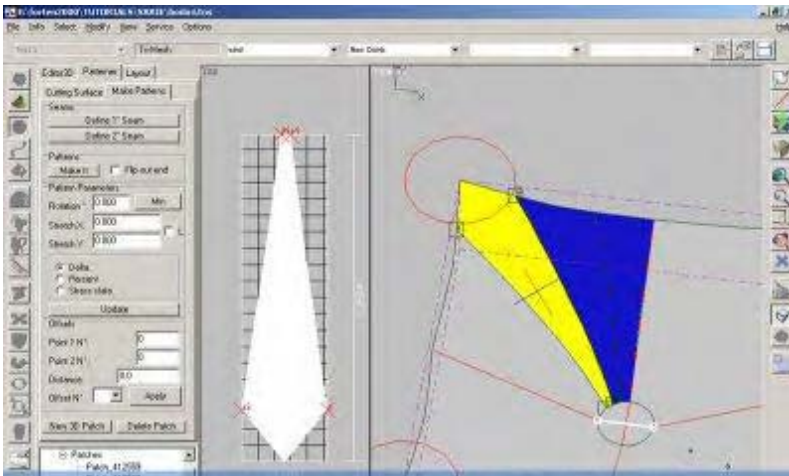 File Info Select Modify View Service Options
ToMesh
New Comb
Editor3D Patterns Layout
Cutting Surface Make Patterns
Seams
Define 1° Seam
Define 2° Seam
Patterns
Make It Flip out end
Pattern Parameters
Rotation 0.000 Min
Stretch X 0.000
Stretch Y 0.000
Delta
Percent
Stress state
Update
Offsets
Point 1 N° 0
Point 2 N° 0
Distance 0.0
Offset N° Apply
New 3D Patch Delete Patch
Patches